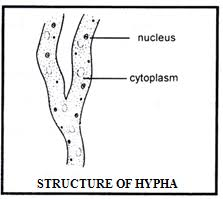 nucleus
cytoplasm
STRUCTURE OF HYPHA